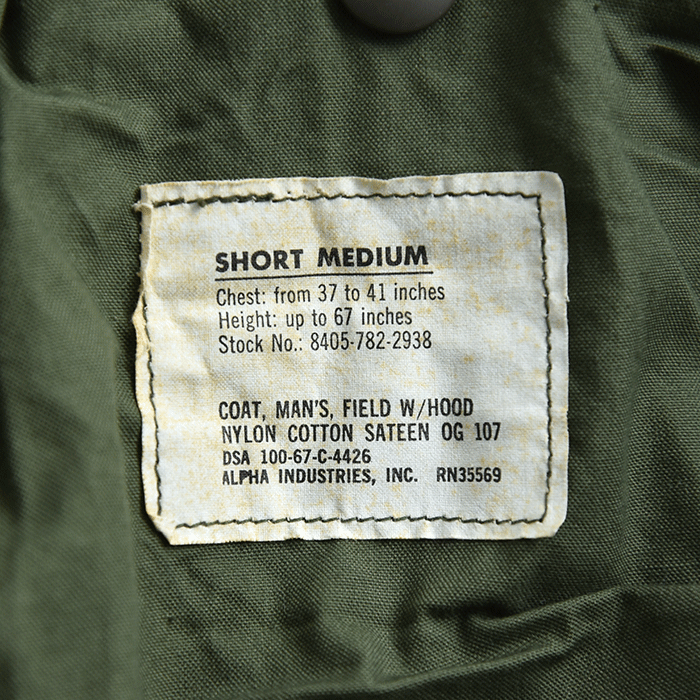 SHORT MEDIUM
Chest: from 37 to 41 inches
Height: up to 67 inches
Stock No.: 8405-782-2938
COAT, MAN'S, FIELD W/HOOD
NYLON COTTON SATEEN OG 107
DSA 100-67-C-4426
ALPHA INDUSTRIES, INC. RN35569